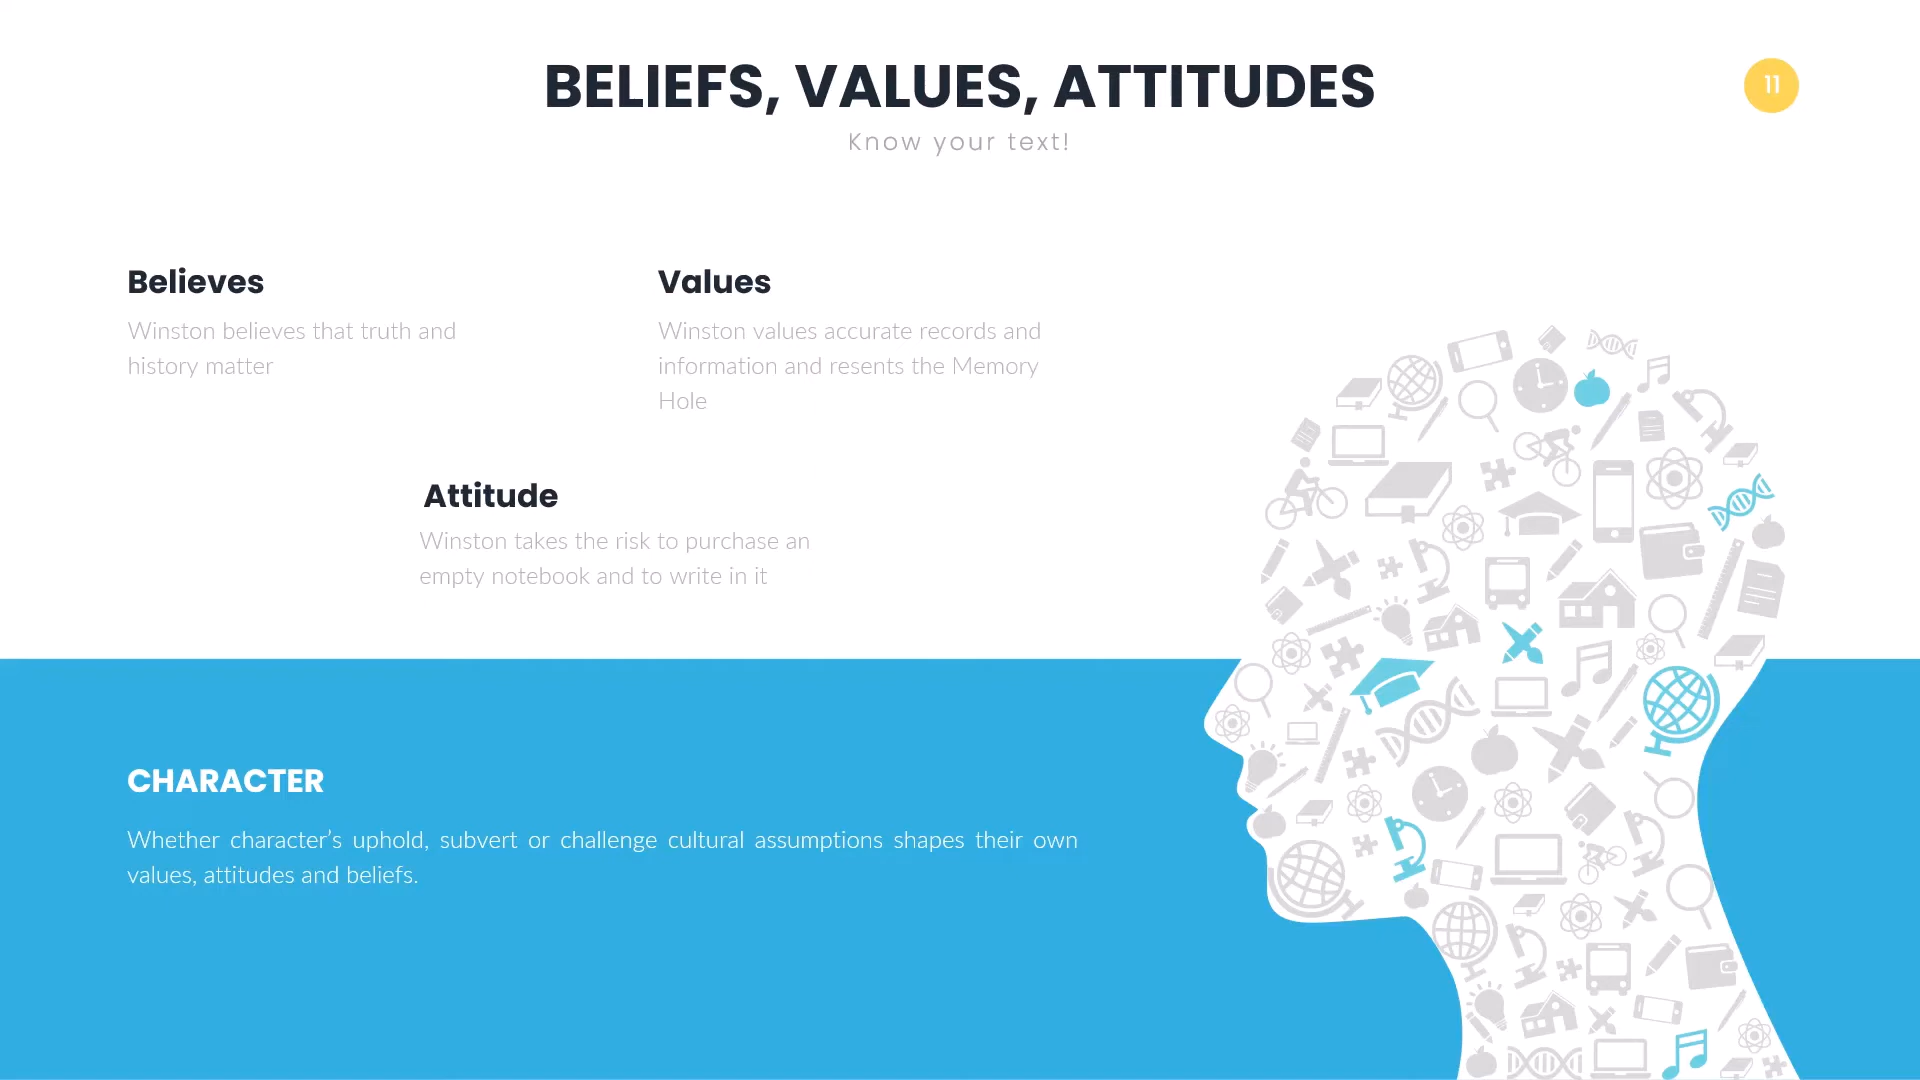 BELIEFS, VALUES, ATTITUDES
11
Know your text!
Believes
Winston believes that truth and
history matter
Values
Winston values accurate records and
information and resents the Memory
Hole
Attitude
Winston takes the risk to purchase an
empty notebook and to write in it
CHARACTER
Whether character’s uphold, subvert or challenge cultural assumptions shapes their own
values, attitudes and beliefs.